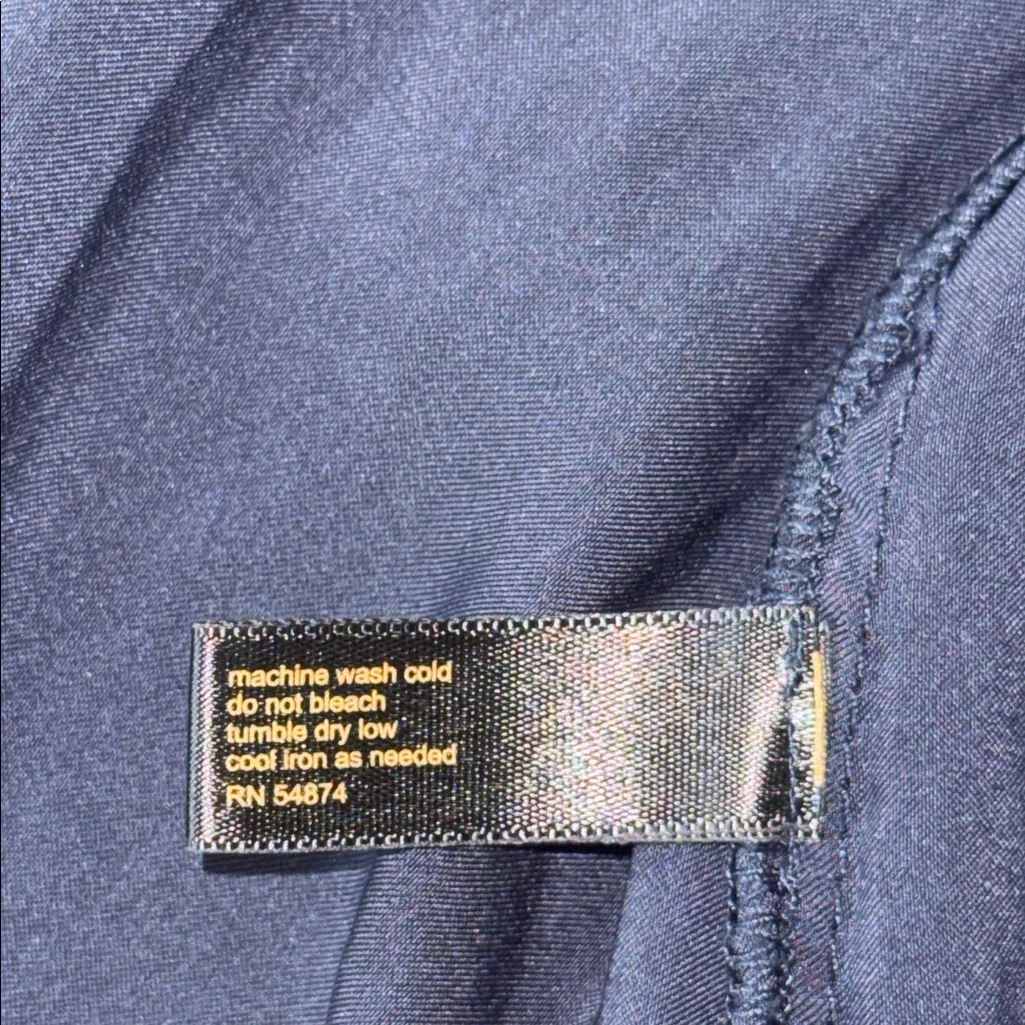 machine wash cold
do not bleach
tumble dry low
cool iron as needed
RN 54874